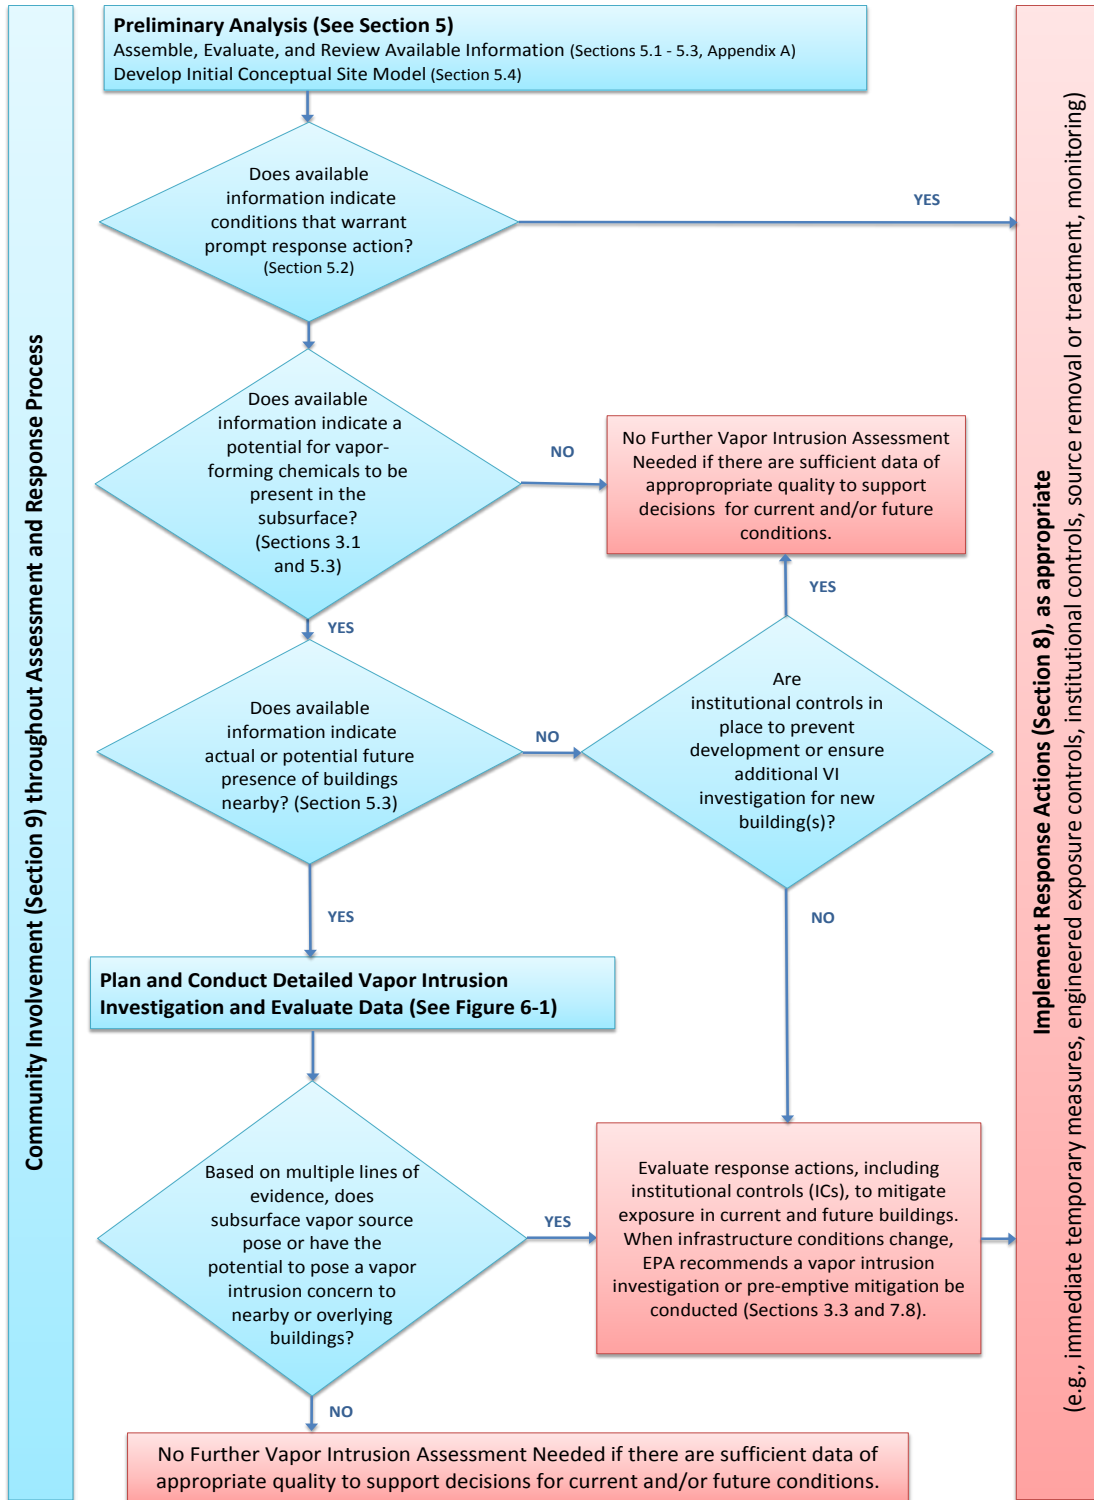 Preliminary Analysis (See Section 5)
Assemble, Evaluate, and Review Available Information (Sections 5.1 - 5.3, Appendix A)
Develop Initial Conceptual Site Model (Section 5.4)
Does available
information indicate
conditions that warrant
prompt response action?
(Section 5.2)
YES
Does available
information indicate a
potential for vapor-
forming chemicals to be
present in the
subsurface?
(Sections 3.1
and 5.3)
NO
No Further Vapor Intrusion Assessment
Needed if there are sufficient data of
appropropriate quality to support
decisions for current and/or future
conditions.
YES
YES
Does available
information indicate
actual or potential future
presence of buildings
nearby? (Section 5.3)
NO
Are
institutional controls in
place to prevent
development or ensure
additional VI
investigation for new
building(s)?
YES
NO
Plan and Conduct Detailed Vapor Intrusion
Investigation and Evaluate Data (See Figure 6-1)
Based on multiple lines of
evidence, does
subsurface vapor source
pose or have the
potential to pose a vapor
intrusion concern to
nearby or overlying
buildings?
YES
Evaluate response actions, including
institutional controls (ICs), to mitigate
exposure in current and future buildings.
When infrastructure conditions change,
EPA recommends a vapor intrusion
investigation or pre-emptive mitigation be
conducted (Sections 3.3 and 7.8).
NO
No Further Vapor Intrusion Assessment Needed if there are sufficient data of
appropriate quality to support decisions for current and/or future conditions.
Community Involvement (Section 9) throughout Assessment and Response Process
Implement Response Actions (Section 8), as appropriate
(e.g., immediate temporary measures, engineered exposure controls, institutional controls, source removal or treatment, monitoring)